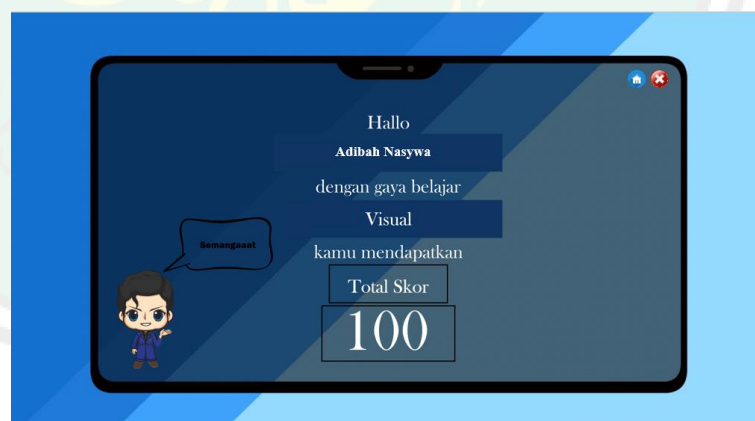 Hallo
Adibah Nasywa
dengan gaya belajar
Visual
kamu mendapatkan
Semangaaat
Total Skor
100